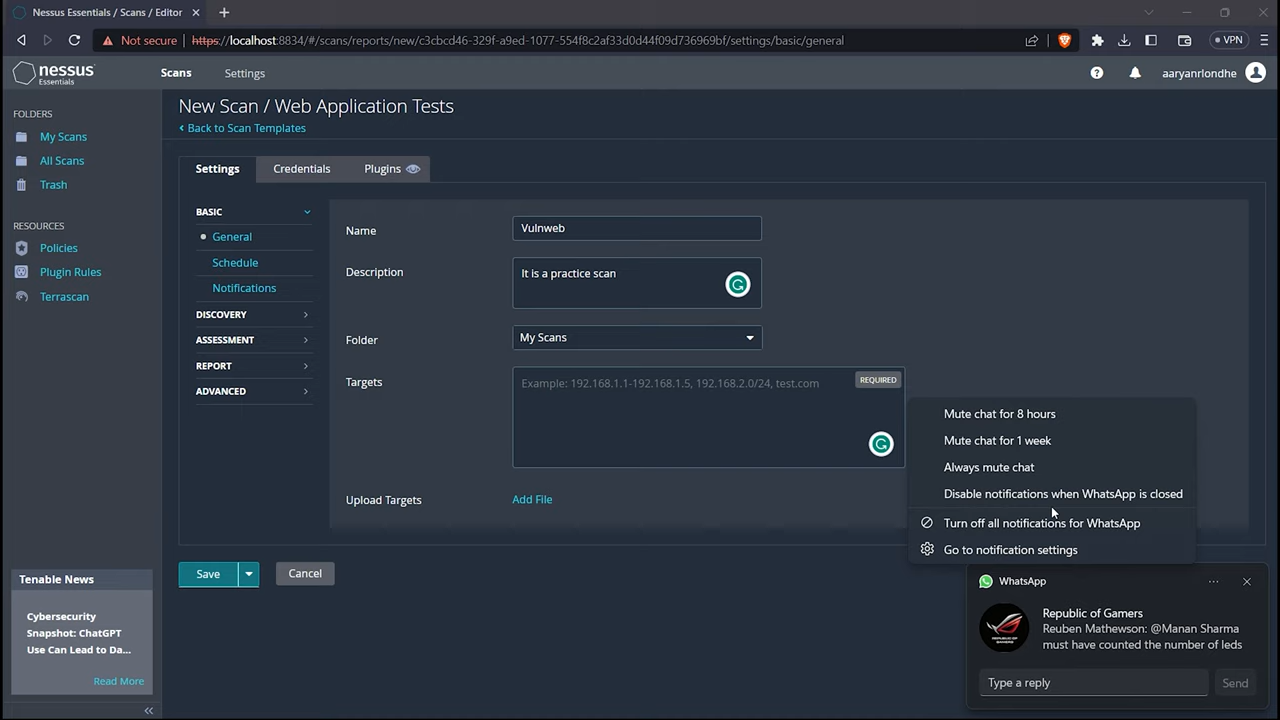 Nessus Essentials / Scans / Editor
Not secure
https://localhost:8834/#/scans/reports/new/c3cbcd46-329f-a9ed-1077-554f8c2af33d0d44f09d736969bf/settings/basic/general
VPN
nessus
Essentials
Scans
Settings
aaryanrlondhe
FOLDERS
My Scans
All Scans
Trash
RESOURCES
Policies
Plugin Rules
Terrascan
Tenable News
Cybersecurity
Snapshot: ChatGPT
Use Can Lead to Da...
Read More
New Scan / Web Application Tests
Back to Scan Templates
Settings
Credentials
Plugins
BASIC
General
Schedule
Notifications
DISCOVERY
ASSESSMENT
REPORT
ADVANCED
Name
Vulnweb
Description
It is a practice scan
Folder
My Scans
Targets
Example: 192.168.1.1-192.168.1.5, 192.168.2.0/24, test.com
REQUIRED
Upload Targets
Add File
Save
Cancel
Mute chat for 8 hours
Mute chat for 1 week
Always mute chat
Disable notifications when WhatsApp is closed
Turn off all notifications for WhatsApp
Go to notification settings
WhatsApp
Republic of Gamers
Reuben Mathewson: @Manan Sharma
must have counted the number of leds
Type a reply
Send